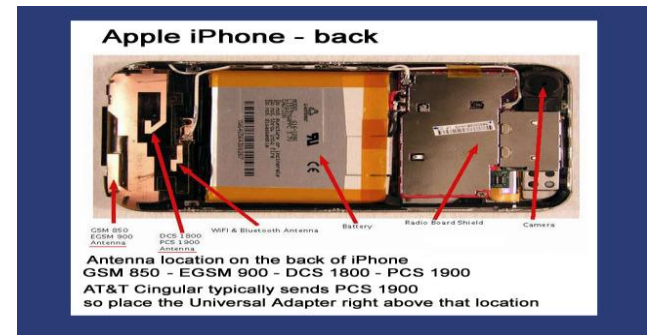 Apple iPhone - back
GSM 850
EGSM 900
Antenna
DCS 1800
PCS 1900
Antenna
WiFI & Bluetooth Antenna
Battery
Radio Board Shield
Camera
Antenna location on the back of iPhone
GSM 850 - EGSM 900 - DCS 1800 - PCS 1900
AT&T Cingular typically sends PCS 1900
so place the Universal Adapter right above that location